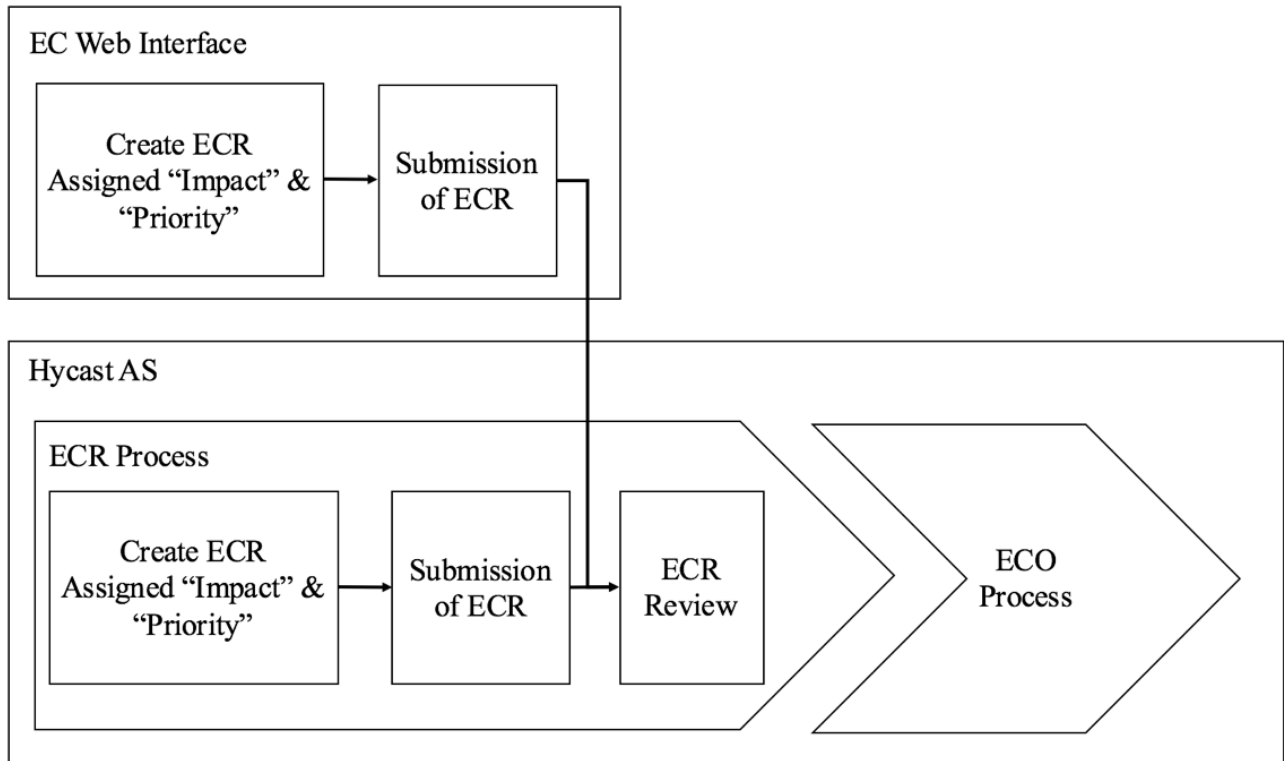 EC Web Interface
Create ECR
Assigned “Impact” &
“Priority”
Submission
of ECR
Hycast AS
ECR Process
Create ECR
Assigned “Impact” &
“Priority”
Submission
of ECR
ECR
Review
ECO
Process